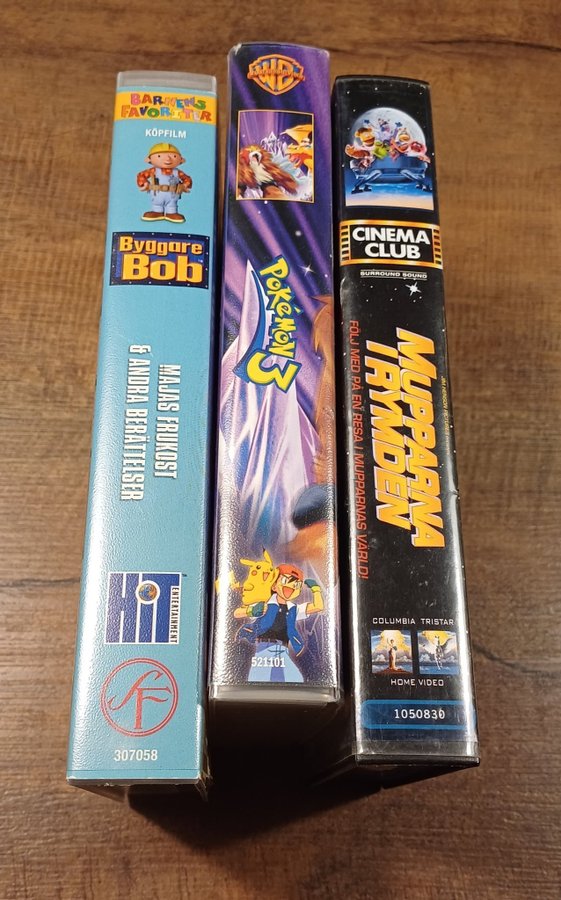 BARNENS
FAVORITER
KÖPFILM
Byggare
Bob
MAJAS FRUKOST
& ANDRA BERÄTTELSER
HiT
ENTERTAINMENT
SF
307058
WB
POKéMON 3
521101
CINEMA
CLUB
SURROUND SOUND
MUPPARNA
I RYMDEN
FÖLJ MED PÅ EN RESA I MUPPARNAS VÄRLD!
COLUMBIA TRISTAR
HOME VIDEO
1050830